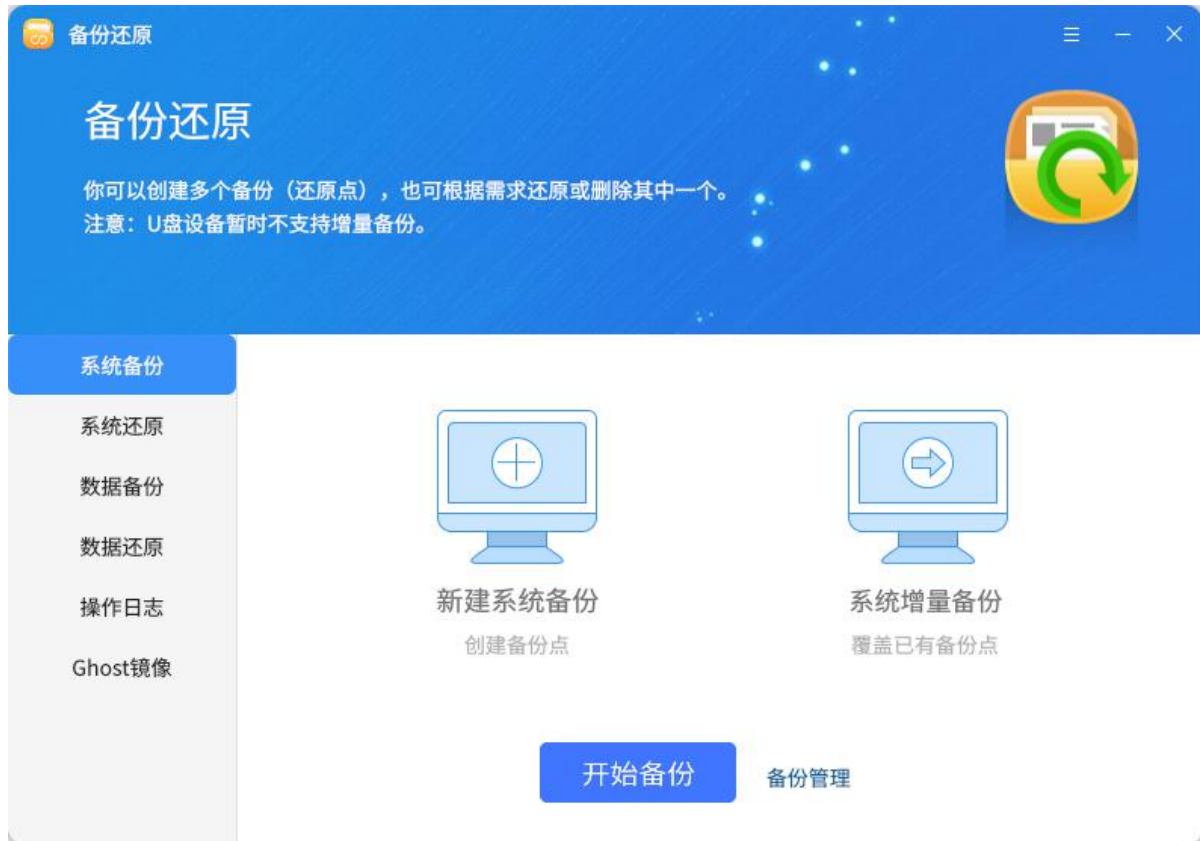 备份还原
备份还原
你可以创建多个备份（还原点），也可根据需求还原或删除其中一个。
注意：U盘设备暂时不支持增量备份。
系统备份
系统还原
数据备份
数据还原
操作日志
Ghost镜像
新建系统备份
创建备份点
系统增量备份
覆盖已有备份点
开始备份
备份管理